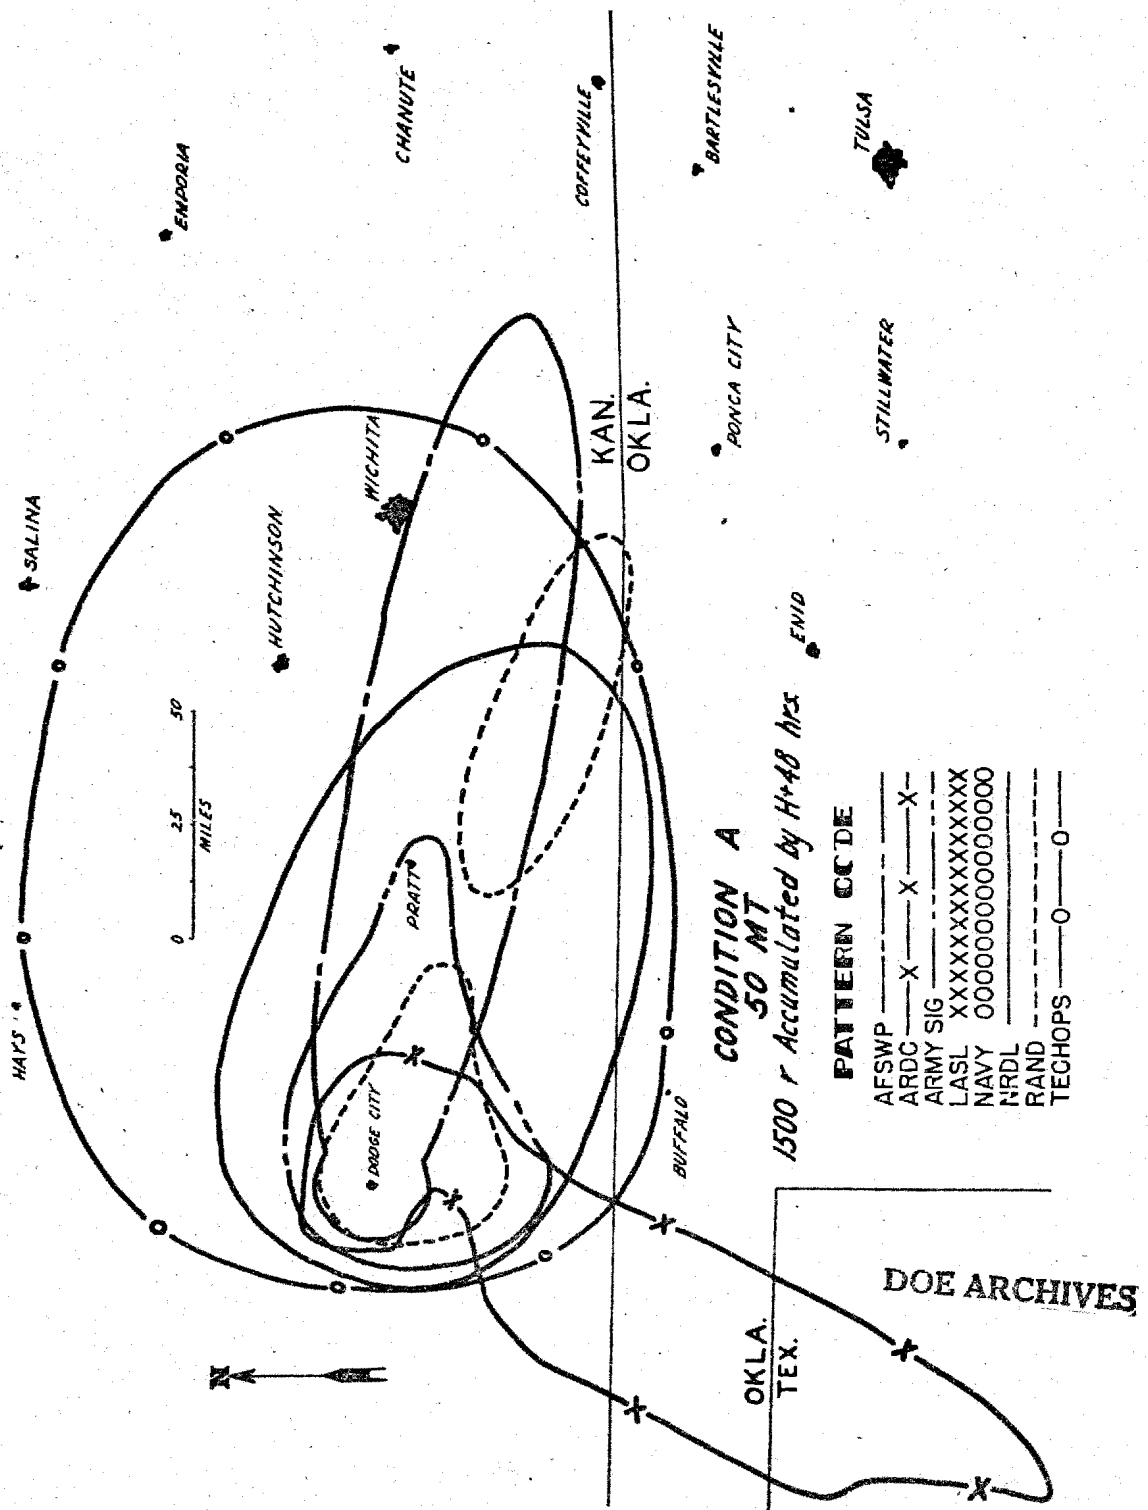 HAYS
SALINA
EMPORIA
HUTCHINSON
WICHITA
CHANUTE
0 25 50
MILES
DODGE CITY
PRATT
COFFEYVILLE
KAN.
OKLA.
BARTLESVILLE
PONCA CITY
TULSA
STILLWATER
ENID
BUFFALO
N
OKLA.
TEX.
CONDITION A
50 MT
1500 r Accumulated by H+48 hrs.
PATTERN CODE
AFSWP
ARDC —X—X—X—
ARMY SIG
LASL XXXXXXXXXXXXXXXXX
NAVY OOOOOOOOOOOOOOOOO
NRDL
RAND
TECHOPS —O—O—
DOE ARCHIVES